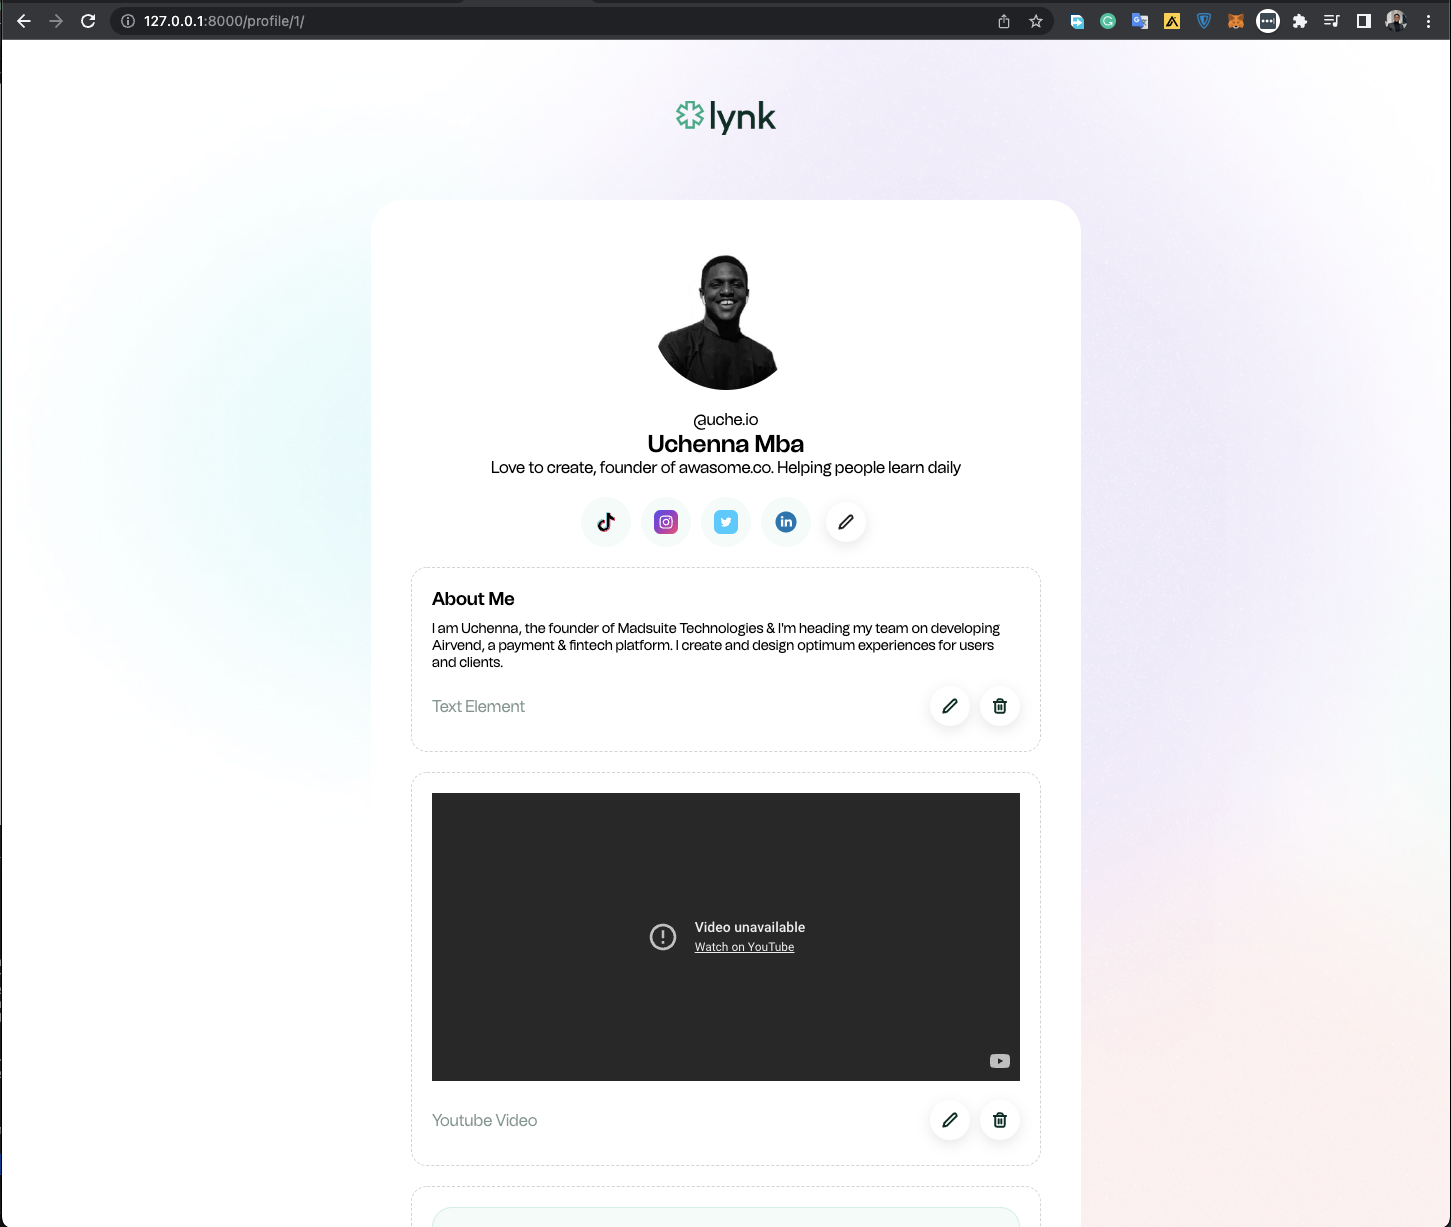 127.0.0.1:8000/profile/1/
lynk
@uche.io
Uchenna Mba
Love to create, founder of awasome.co. Helping people learn daily
About Me
I am Uchenna, the founder of Madsuite Technologies & I'm heading my team on developing
Airvend, a payment & fintech platform. I create and design optimum experiences for users
and clients.
Text Element
Video unavailable
Watch on YouTube
Youtube Video